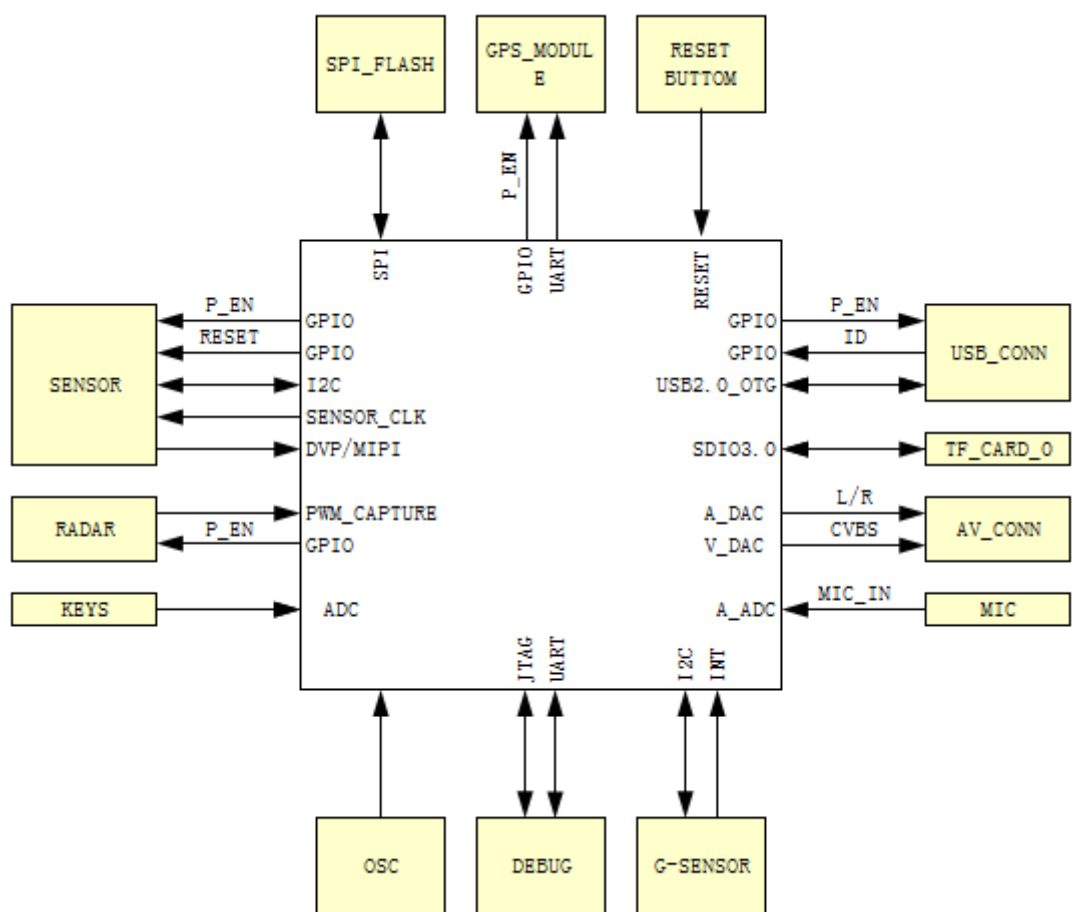 SPI_FLASH
GPS_MODUL
E
RESET
BUTTOM
P_EN
SPI
GPIO
UART
RESET
SENSOR
P_EN
GPIO
RESET
GPIO
I2C
SENSOR_CLK
DVP/MIPI
GPIO
P_EN
GPIO
ID
USB2.0_OTG
USB_CONN
SDIO3.0
TF_CARD_0
RADAR
PWM_CAPTURE
P_EN
GPIO
A_DAC
L/R
V_DAC
CVBS
AV_CONN
KEYS
ADC
A_ADC
MIC_IN
MIC
JTAG
UART
I2C
INT
OSC
DEBUG
G-SENSOR